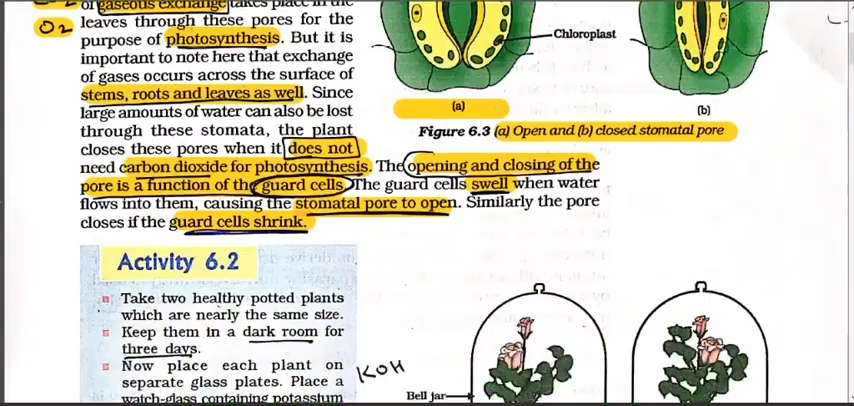 of gaseous exchange takes place in the
O2 leaves through these pores for the
purpose of photosynthesis. But it is
important to note here that exchange
of gases occurs across the surface of
stems, roots and leaves as well. Since
large amounts of water can also be lost
through these stomata, the plant
closes these pores when it does not
need carbon dioxide for photosynthesis. The opening and closing of the
pore is a function of the guard cells. The guard cells swell when water
flows into them, causing the stomatal pore to open. Similarly the pore
closes if the guard cells shrink.
Chloroplast
(a)
(b)
Figure 6.3 (a) Open and (b) closed stomatal pore
Activity 6.2
Take two healthy potted plants
which are nearly the same size.
Keep them in a dark room for
three days.
Now place each plant on
separate glass plates. Place a
watch-glass containing potassium
KOH
Bell jar